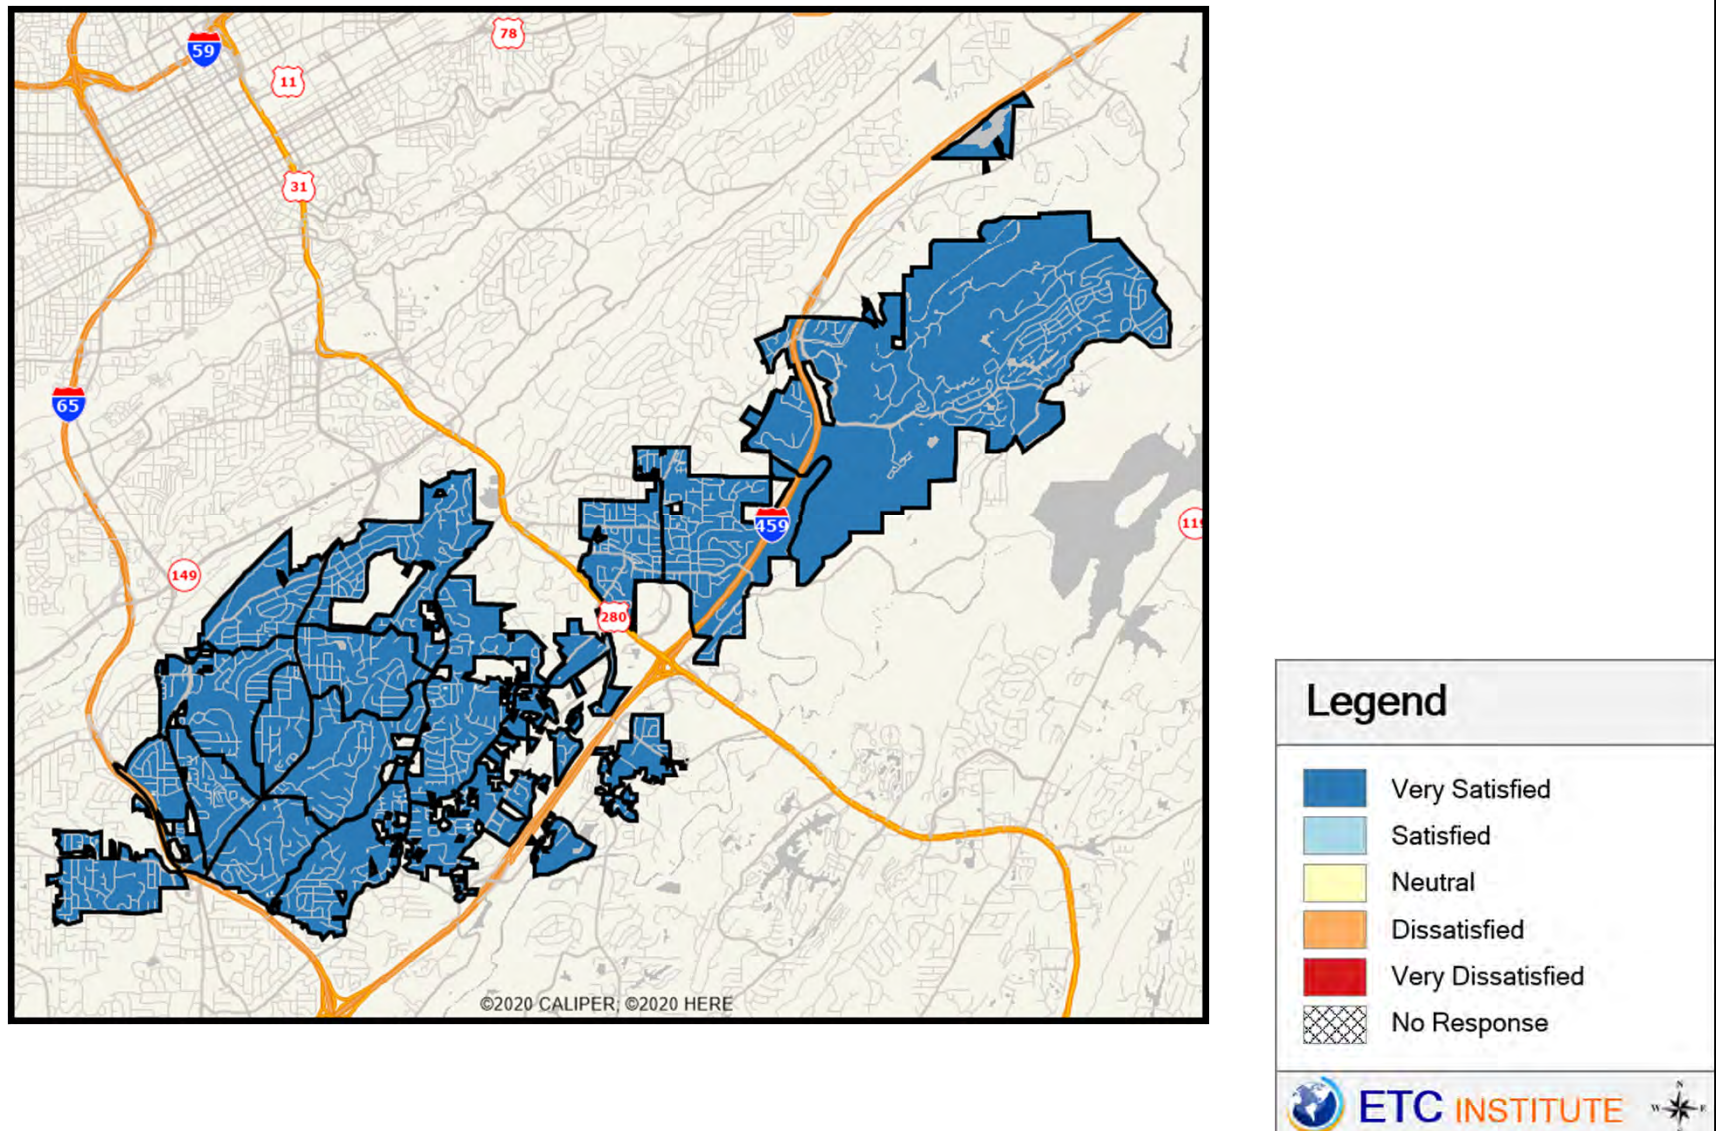 59
78
11
31
65
149
459
119
280
©2020 CALIPER; ©2020 HERE
Legend
Very Satisfied
Satisfied
Neutral
Dissatisfied
Very Dissatisfied
No Response
ETC INSTITUTE
N
W E